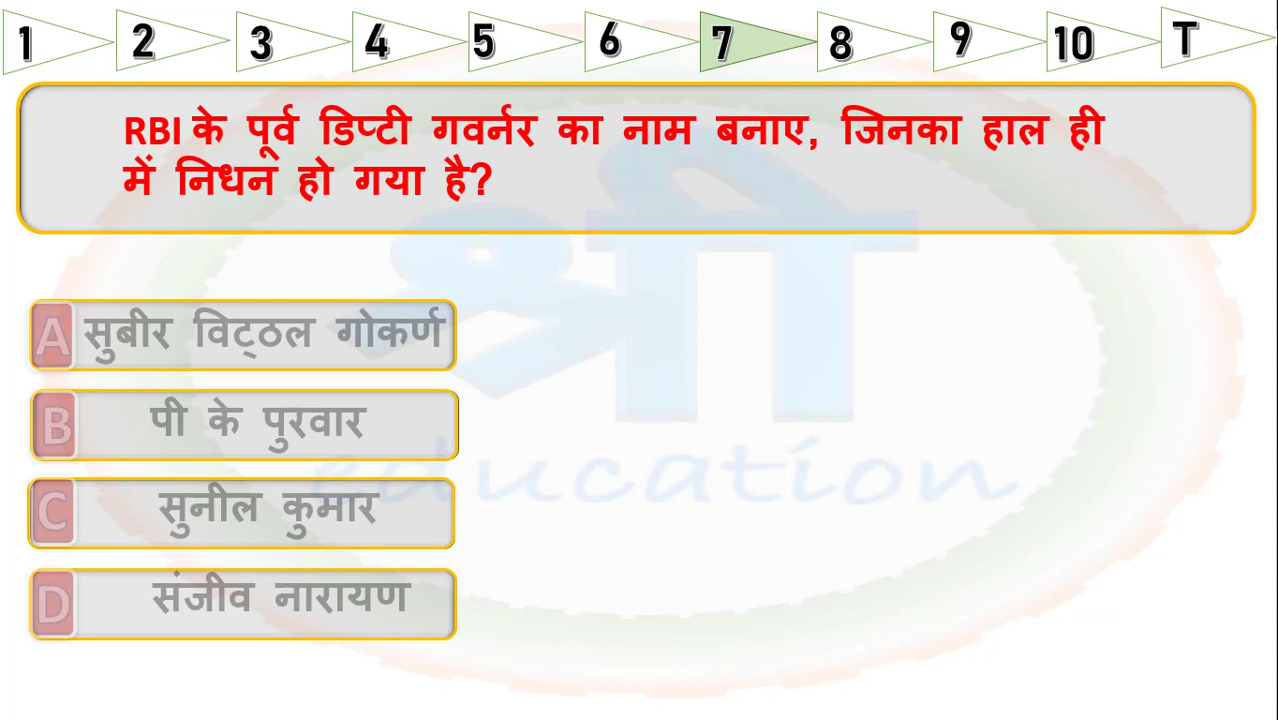 1 2 3 4 5 6 7 8 9 10 T
RBI के पूर्व डिप्टी गवर्नर का नाम बनाए, जिनका हाल ही
में निधन हो गया है?
श्री
education
A सुबीर विट्ठल गोकर्ण
B पी के पुरवार
C सुनील कुमार
D संजीव नारायण